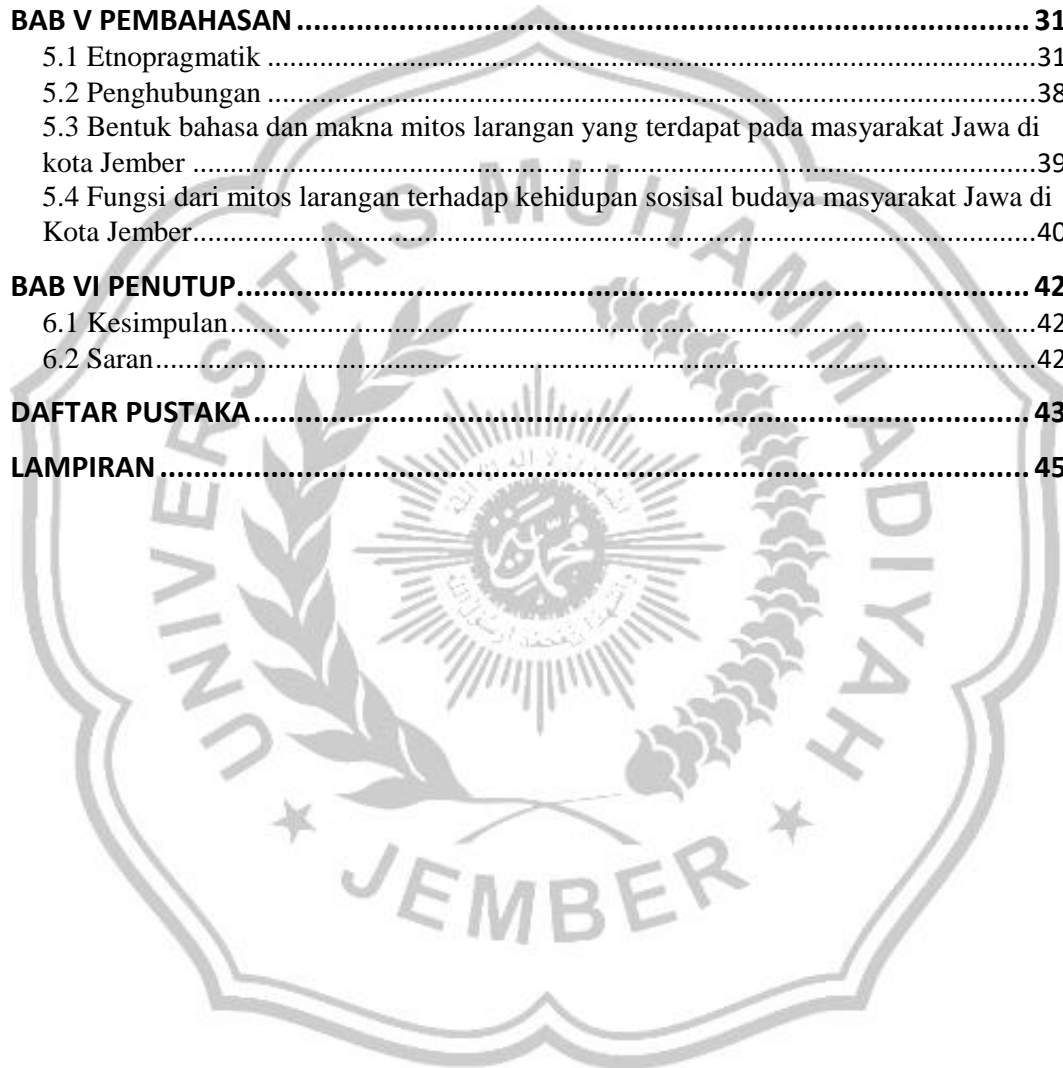 BAB V PEMBAHASAN ........................................................................................ 31
5.1 Etnopragmatik ........................................................................................31
5.2 Penghubungan ........................................................................................38
5.3 Bentuk bahasa dan makna mitos larangan yang terdapat pada masyarakat Jawa di
kota Jember ........................................................................................39
5.4 Fungsi dari mitos larangan terhadap kehidupan sosisal budaya masyarakat Jawa di
Kota Jember........................................................................................40
BAB VI PENUTUP........................................................................................ 42
6.1 Kesimpulan........................................................................................42
6.2 Saran........................................................................................42
DAFTAR PUSTAKA........................................................................................ 43
LAMPIRAN ........................................................................................ 45
UNIVERSITAS MUHAMMADIYAH
JEMBER